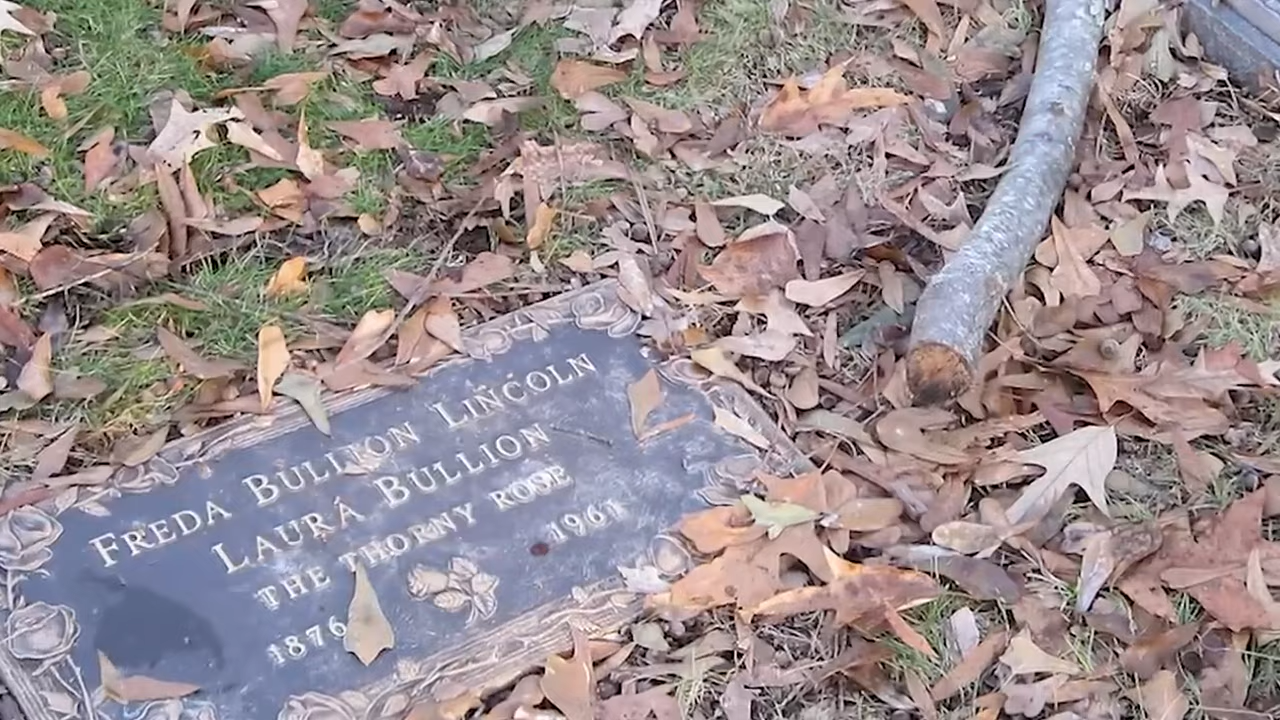 FREDA BULLION LINCOLN
LAURA BULLION
THE THORNY ROSE
1876 1961